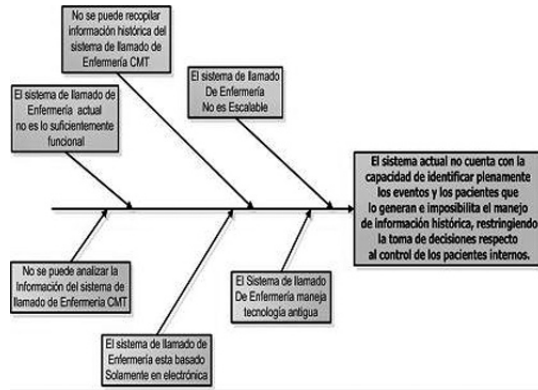 No se puede recopilar
información histórica del
sistema de llamado de
Enfermería CMT
El sistema de llamado
De Enfermería
No es Escalable
El sistema de llamado de
Enfermería actual
no es lo suficientemente
funcional
El sistema actual no cuenta con la
capacidad de identificar plenamente
los eventos y los pacientes que
lo generan e imposibilita el manejo
de información histórica, restringiendo
la toma de decisiones respecto
al control de los pacientes internos.
No se puede analizar la
Información del sistema de
llamado de Enfermería CMT
El Sistema de llamado
De Enfermería maneja
tecnología antigua
El sistema de llamado de
Enfermería esta basado
Solamente en electrónica